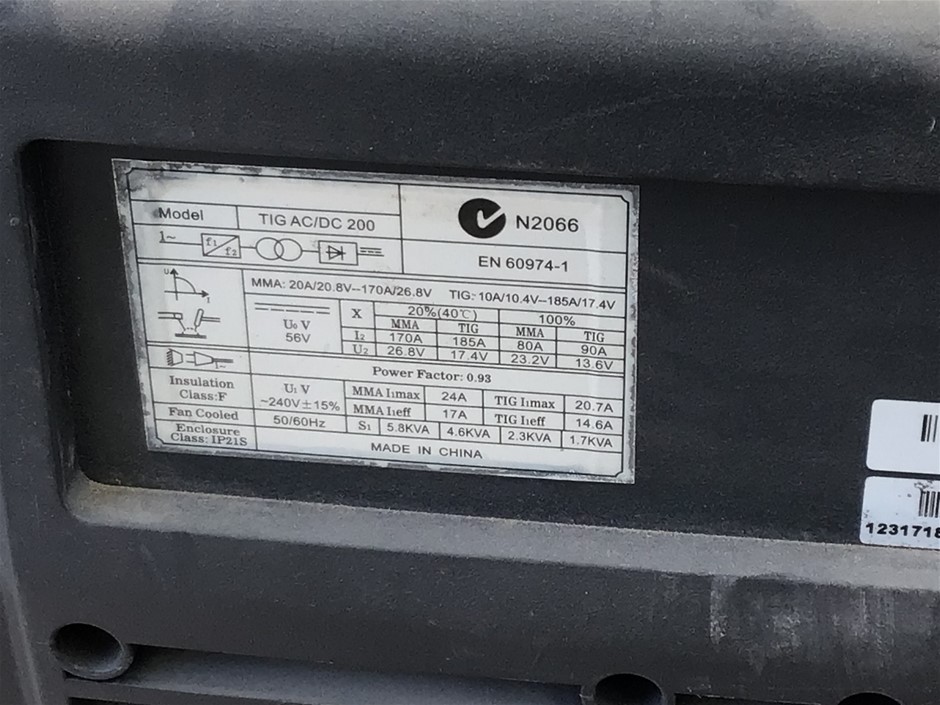 Model TIG AC/DC 200
N2066
1~ f1 f2
EN 60974-1
U I
MMA: 20A/20.8V--170A/26.8V TIG: 10A/10.4V--185A/17.4V
U₀ V 56V
X 20%(40℃) 100%
MMA TIG MMA TIG
I₂ 170A 185A 80A 90A
U₂ 26.8V 17.4V 23.2V 13.6V
1~
Power Factor: 0.93
Insulation Class:F
U₁ V ~240V±15% 50/60Hz
MMA I₁max 24A TIG I₁max 20.7A
MMA I₁eff 17A TIG I₁eff 14.6A
Fan Cooled
S₁ 5.8KVA 4.6KVA 2.3KVA 1.7KVA
Enclosure Class: IP21S
MADE IN CHINA